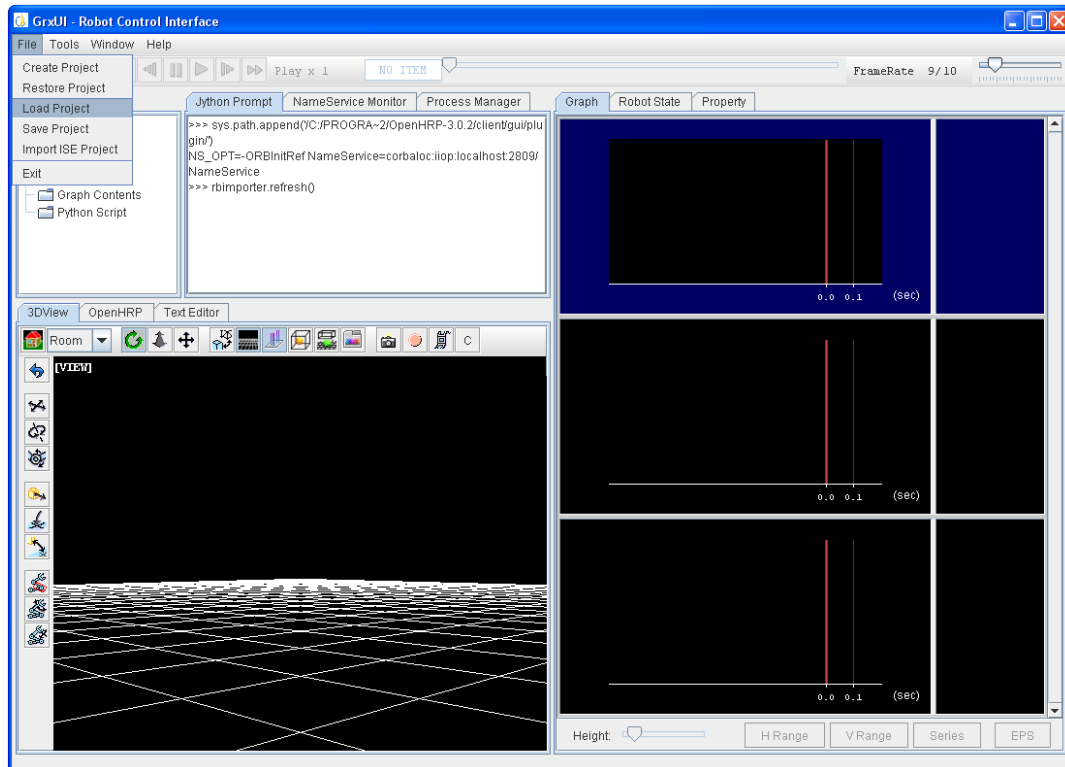 GrxUI - Robot Control Interface
File Tools Window Help
Create Project
Restore Project
Load Project
Save Project
Import ISE Project
Exit
Play x 1
NO ITEM
FrameRate 9/10
Graph Contents
Python Script
Jython Prompt NameService Monitor Process Manager
>>> sys.path.append('/C:/PROGRA~2/OpenHRP-3.0.2/client/gui/plu
gin/')
NS_OPT=-ORBInitRef NameService=corbaloc:iiop:localhost:2809/
NameService
>>> rbimporter.refresh()
Graph Robot State Property
0.0 0.1 (sec)
0.0 0.1 (sec)
0.0 0.1 (sec)
Height: H Range V Range Series EPS
3DView OpenHRP Text Editor
Room C
[VIEW]